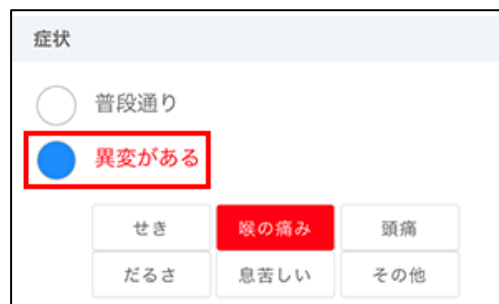 症状
普段通り
異変がある
せき 喉の痛み 頭痛
だるさ 息苦しい その他